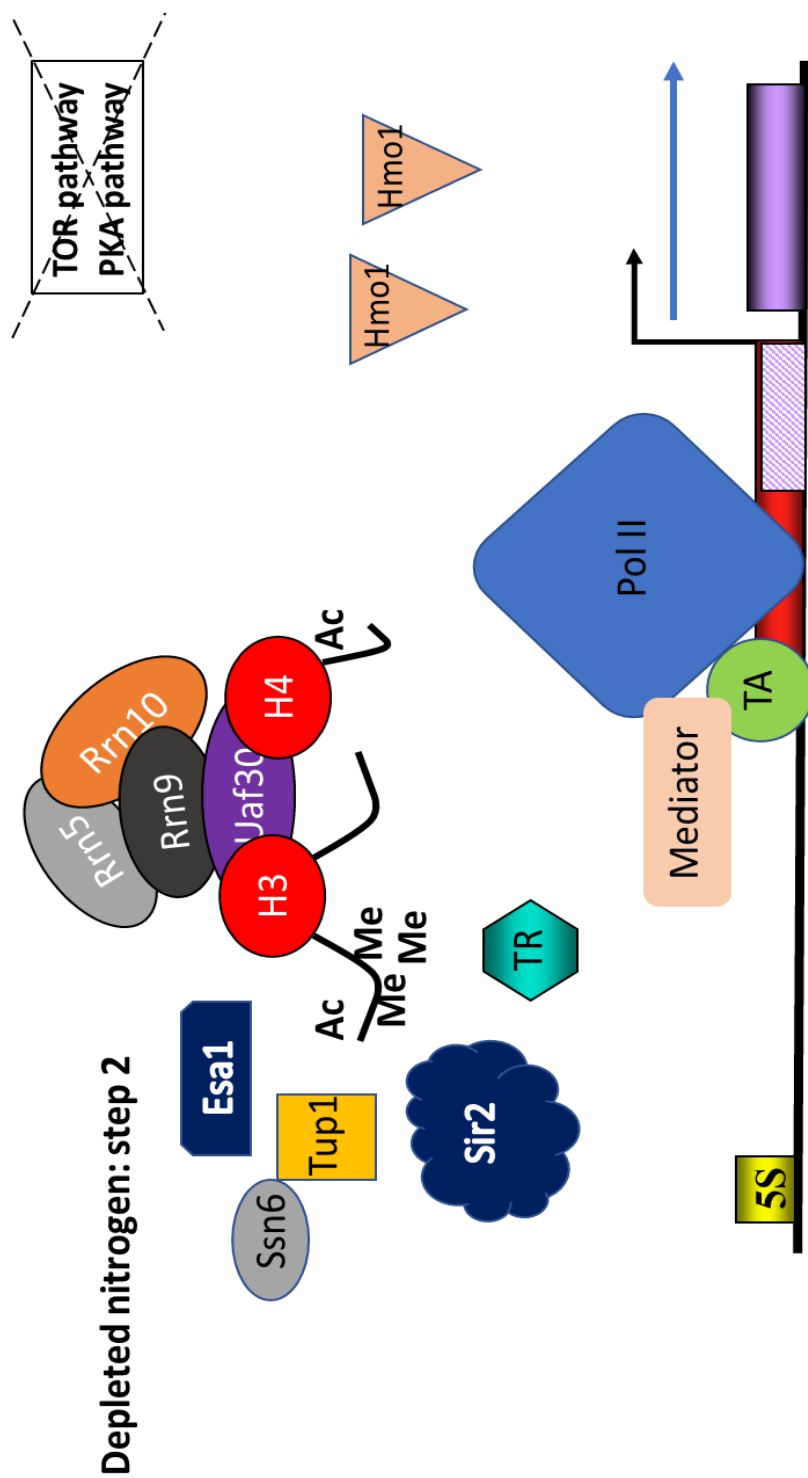 Depleted nitrogen: step 2
TOR pathway
PKA pathway
Rrn5
Rrn10
Rrn9
Uaf30
Esa1
H3
H4
Ssn6
Tup1
Ac
Me
Me
Me
Ac
Hmo1
Hmo1
Sir2
TR
Pol II
Mediator
TA
5S